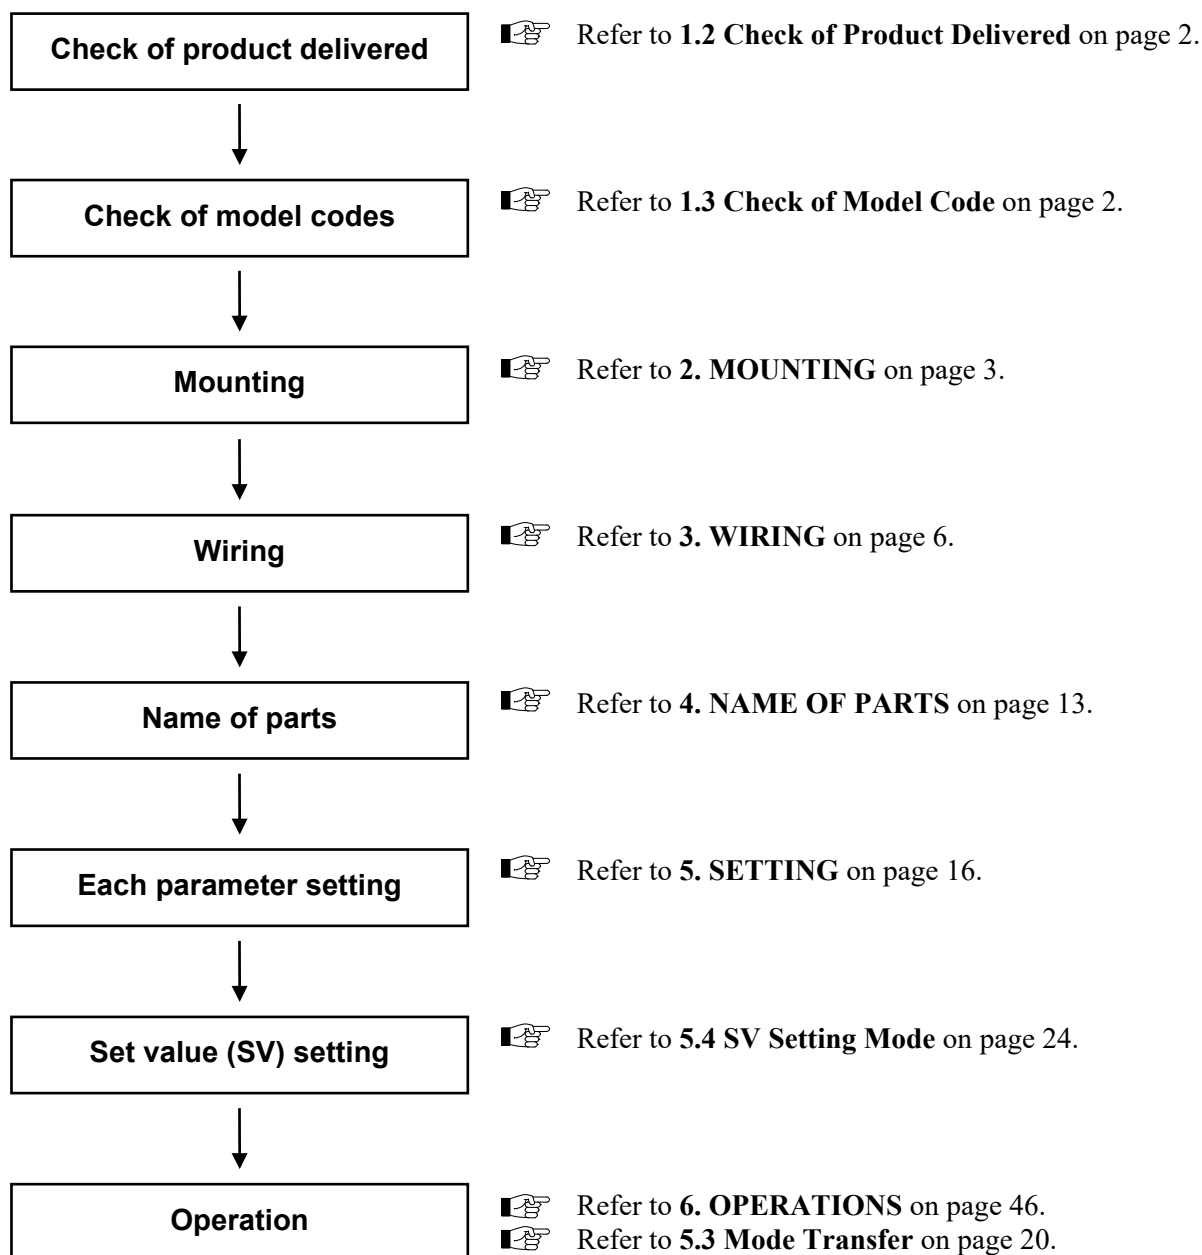 Check of product delivered
Refer to 1.2 Check of Product Delivered on page 2.
Check of model codes
Refer to 1.3 Check of Model Code on page 2.
Mounting
Refer to 2. MOUNTING on page 3.
Wiring
Refer to 3. WIRING on page 6.
Name of parts
Refer to 4. NAME OF PARTS on page 13.
Each parameter setting
Refer to 5. SETTING on page 16.
Set value (SV) setting
Refer to 5.4 SV Setting Mode on page 24.
Operation
Refer to 6. OPERATIONS on page 46.
Refer to 5.3 Mode Transfer on page 20.